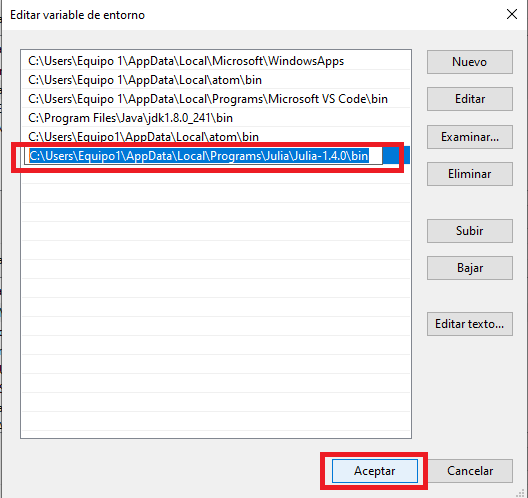 Editar variable de entorno
C:\Users\Equipo 1\AppData\Local\Microsoft\WindowsApps
C:\Users\Equipo 1\AppData\Local\atom\bin
C:\Users\Equipo 1\AppData\Local\Programs\Microsoft VS Code\bin
C:\Program Files\Java\jdk1.8.0_241\bin
C:\Users\Equipo1\AppData\Local\atom\bin
C:\Users\Equipo1\AppData\Local\Programs\Julia\Julia-1.4.0\bin
Nuevo
Editar
Examinar...
Eliminar
Subir
Bajar
Editar texto...
Aceptar
Cancelar